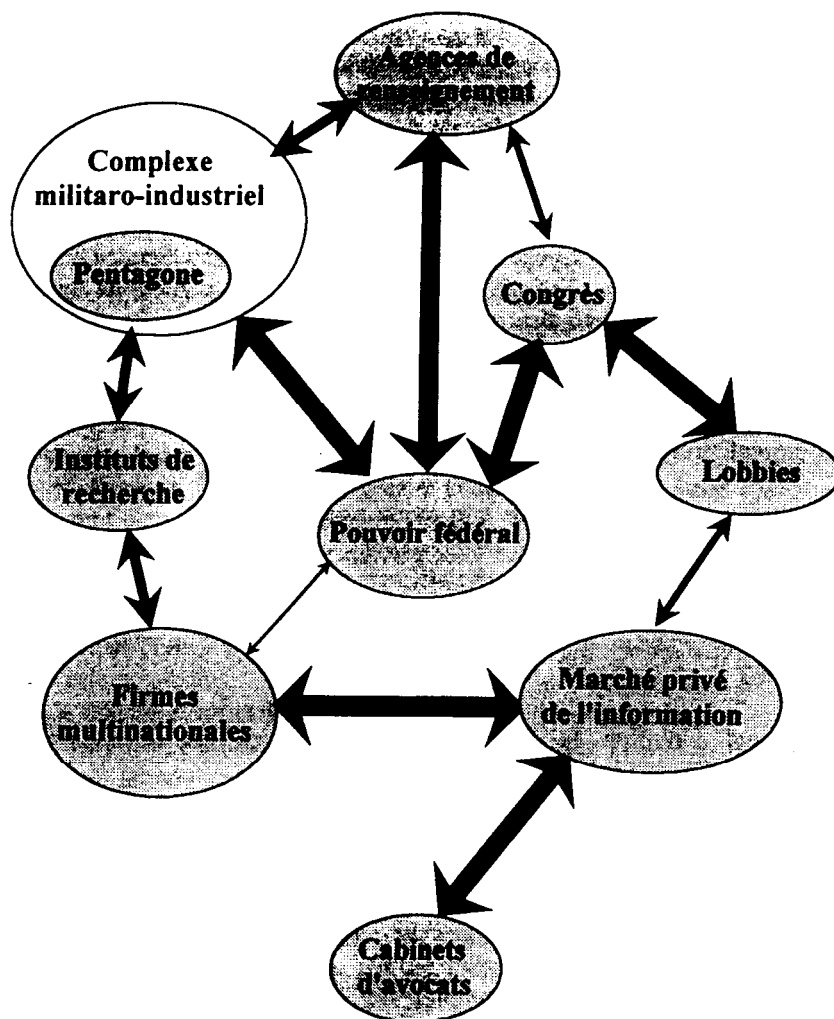 Agences de
renseignement
Complexe
militaro-industriel
Pentagone
Congrès
Instituts de
recherche
Lobbies
Pouvoir fédéral
Firmes
multinationales
Marché privé
de l'information
Cabinets
d'avocats